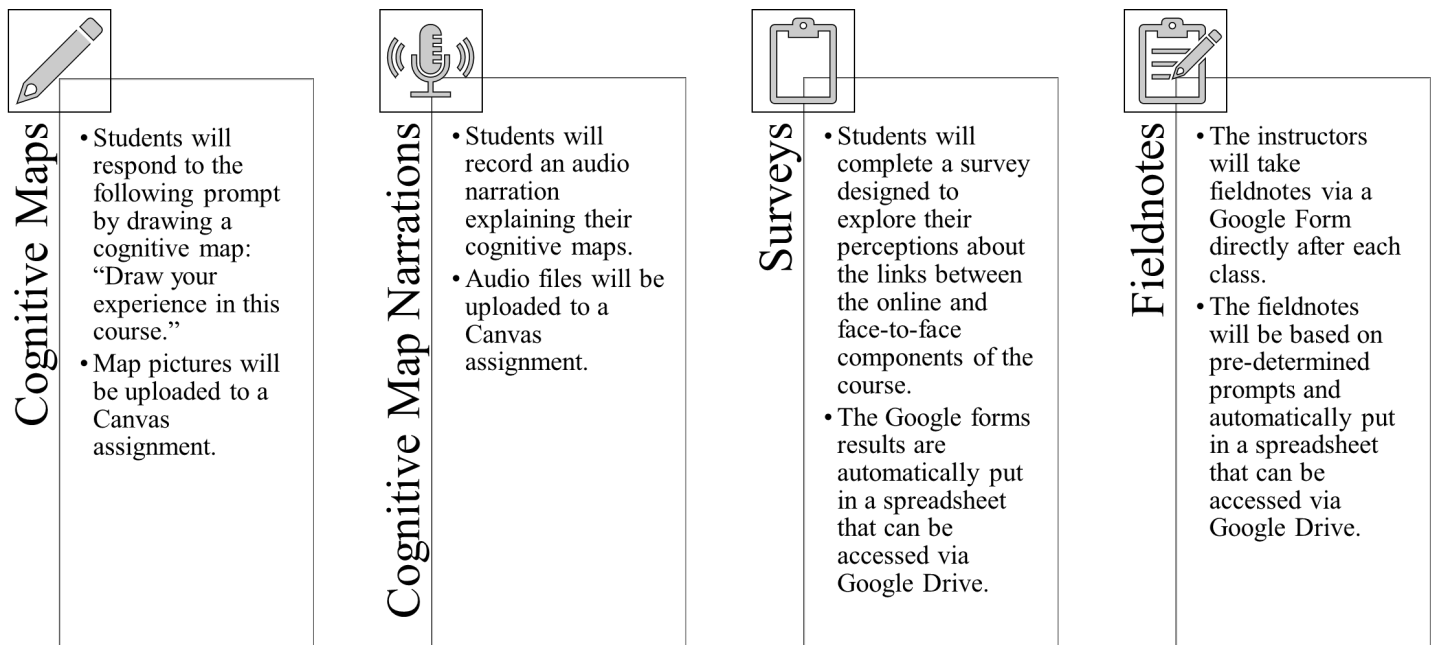 Cognitive Maps
• Students will
respond to the
following prompt
by drawing a
cognitive map:
“Draw your
experience in this
course.”
• Map pictures will
be uploaded to a
Canvas
assignment.
Cognitive Map Narrations
• Students will
record an audio
narration
explaining their
cognitive maps.
• Audio files will be
uploaded to a
Canvas
assignment.
Surveys
• Students will
complete a survey
designed to
explore their
perceptions about
the links between
the online and
face-to-face
components of the
course.
• The Google forms
results are
automatically put
in a spreadsheet
that can be
accessed via
Google Drive.
Fieldnotes
• The instructors
will take
fieldnotes via a
Google Form
directly after each
class.
• The fieldnotes
will be based on
pre-determined
prompts and
automatically put
in a spreadsheet
that can be
accessed via
Google Drive.